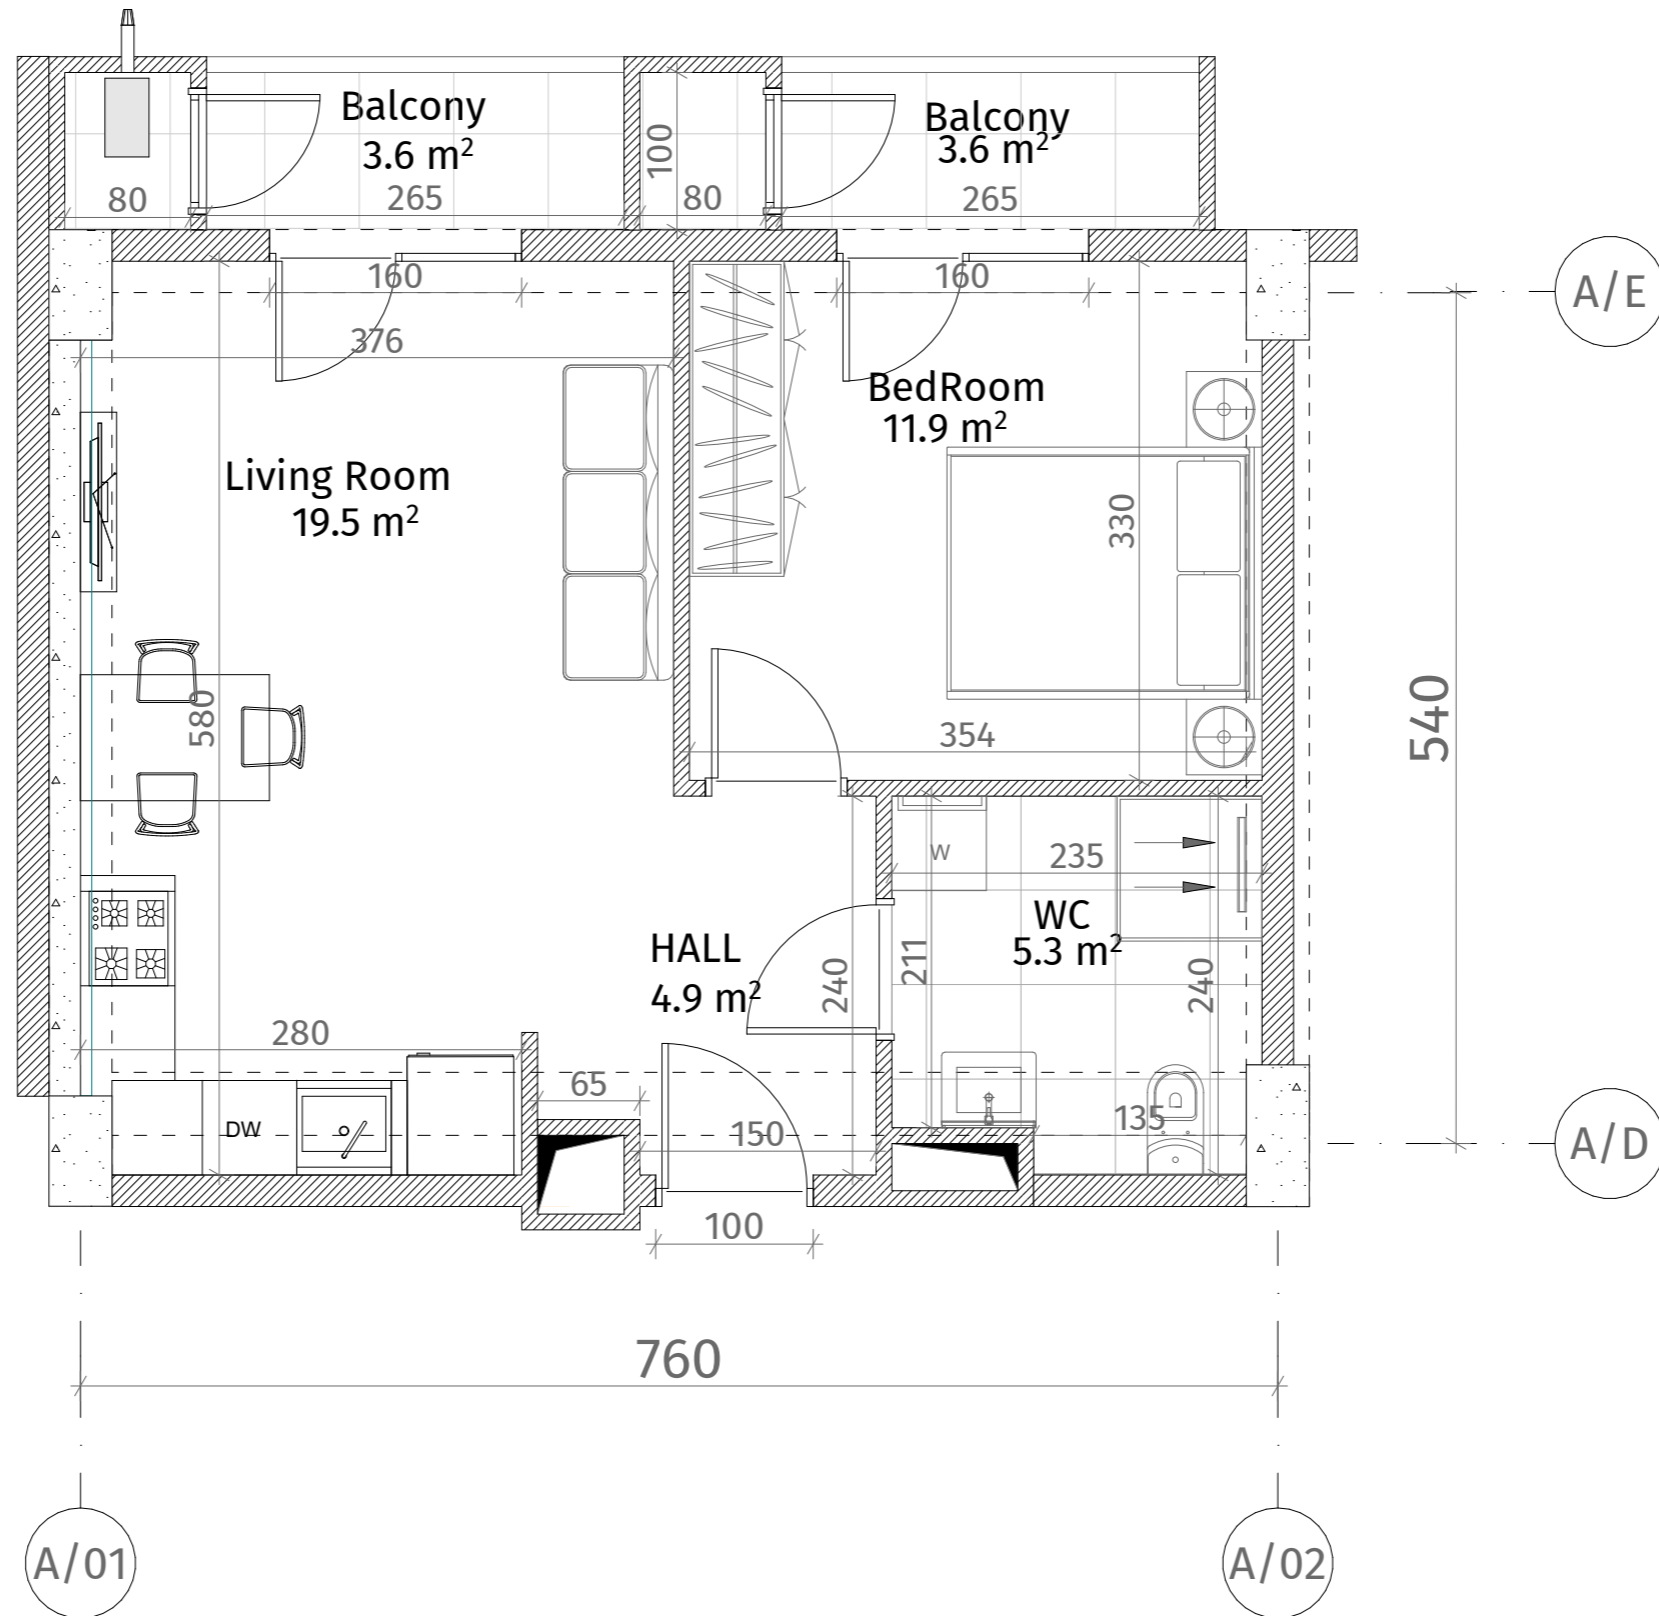 Balcony
3.6 m²
Balcony
3.6 m²
100
80
265
80
265
160
160
A/E
376
BedRoom
11.9 m²
Living Room
19.5 m²
330
580
354
540
W
235
WC
5.3 m²
HALL
4.9 m²
240
211
240
280
65
DW
150
135
A/D
100
760
A/01
A/02